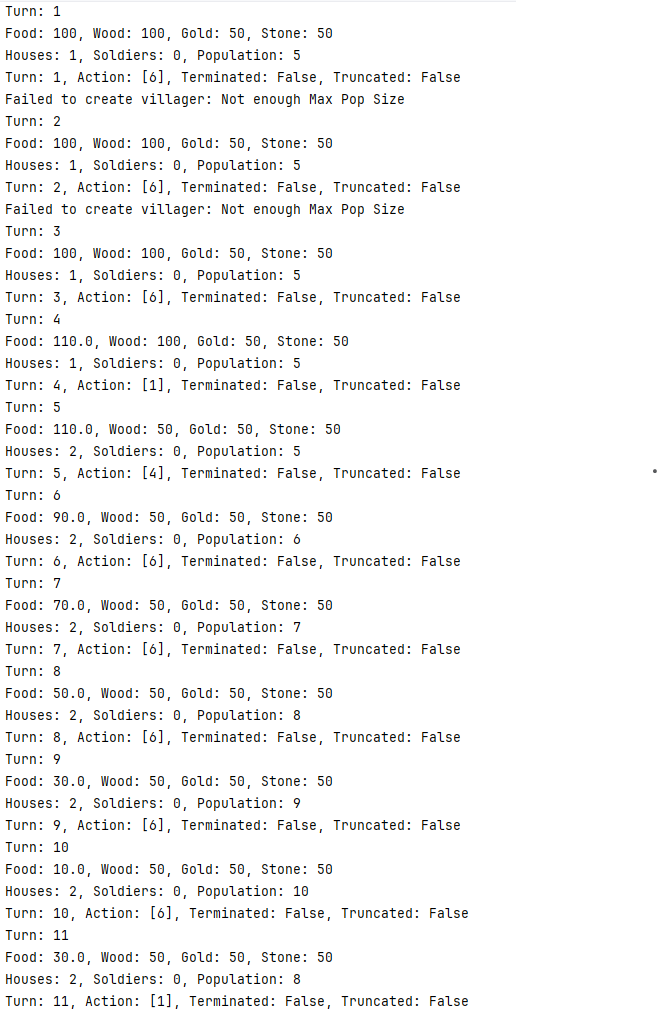 Turn: 1
Food: 100, Wood: 100, Gold: 50, Stone: 50
Houses: 1, Soldiers: 0, Population: 5
Turn: 1, Action: [6], Terminated: False, Truncated: False
Failed to create villager: Not enough Max Pop Size
Turn: 2
Food: 100, Wood: 100, Gold: 50, Stone: 50
Houses: 1, Soldiers: 0, Population: 5
Turn: 2, Action: [6], Terminated: False, Truncated: False
Failed to create villager: Not enough Max Pop Size
Turn: 3
Food: 100, Wood: 100, Gold: 50, Stone: 50
Houses: 1, Soldiers: 0, Population: 5
Turn: 3, Action: [6], Terminated: False, Truncated: False
Turn: 4
Food: 110.0, Wood: 100, Gold: 50, Stone: 50
Houses: 1, Soldiers: 0, Population: 5
Turn: 4, Action: [1], Terminated: False, Truncated: False
Turn: 5
Food: 110.0, Wood: 50, Gold: 50, Stone: 50
Houses: 2, Soldiers: 0, Population: 5
Turn: 5, Action: [4], Terminated: False, Truncated: False
Turn: 6
Food: 90.0, Wood: 50, Gold: 50, Stone: 50
Houses: 2, Soldiers: 0, Population: 6
Turn: 6, Action: [6], Terminated: False, Truncated: False
Turn: 7
Food: 70.0, Wood: 50, Gold: 50, Stone: 50
Houses: 2, Soldiers: 0, Population: 7
Turn: 7, Action: [6], Terminated: False, Truncated: False
Turn: 8
Food: 50.0, Wood: 50, Gold: 50, Stone: 50
Houses: 2, Soldiers: 0, Population: 8
Turn: 8, Action: [6], Terminated: False, Truncated: False
Turn: 9
Food: 30.0, Wood: 50, Gold: 50, Stone: 50
Houses: 2, Soldiers: 0, Population: 9
Turn: 9, Action: [6], Terminated: False, Truncated: False
Turn: 10
Food: 10.0, Wood: 50, Gold: 50, Stone: 50
Houses: 2, Soldiers: 0, Population: 10
Turn: 10, Action: [6], Terminated: False, Truncated: False
Turn: 11
Food: 30.0, Wood: 50, Gold: 50, Stone: 50
Houses: 2, Soldiers: 0, Population: 8
Turn: 11, Action: [1], Terminated: False, Truncated: False